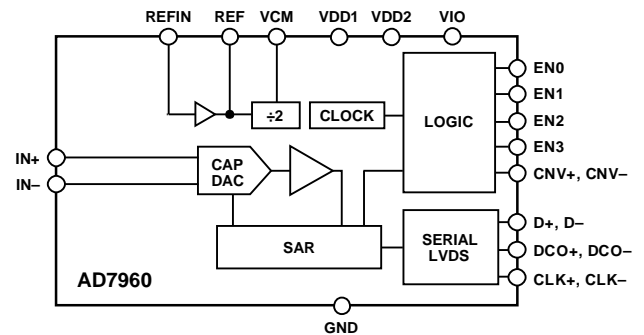 REFIN REF VCM VDD1 VDD2 VIO
EN0
EN1
÷2
CLOCK
LOGIC
EN2
EN3
IN+
IN–
CAP
DAC
CNV+, CNV–
SAR
SERIAL
LVDS
D+, D–
DCO+, DCO–
CLK+, CLK–
AD7960
GND